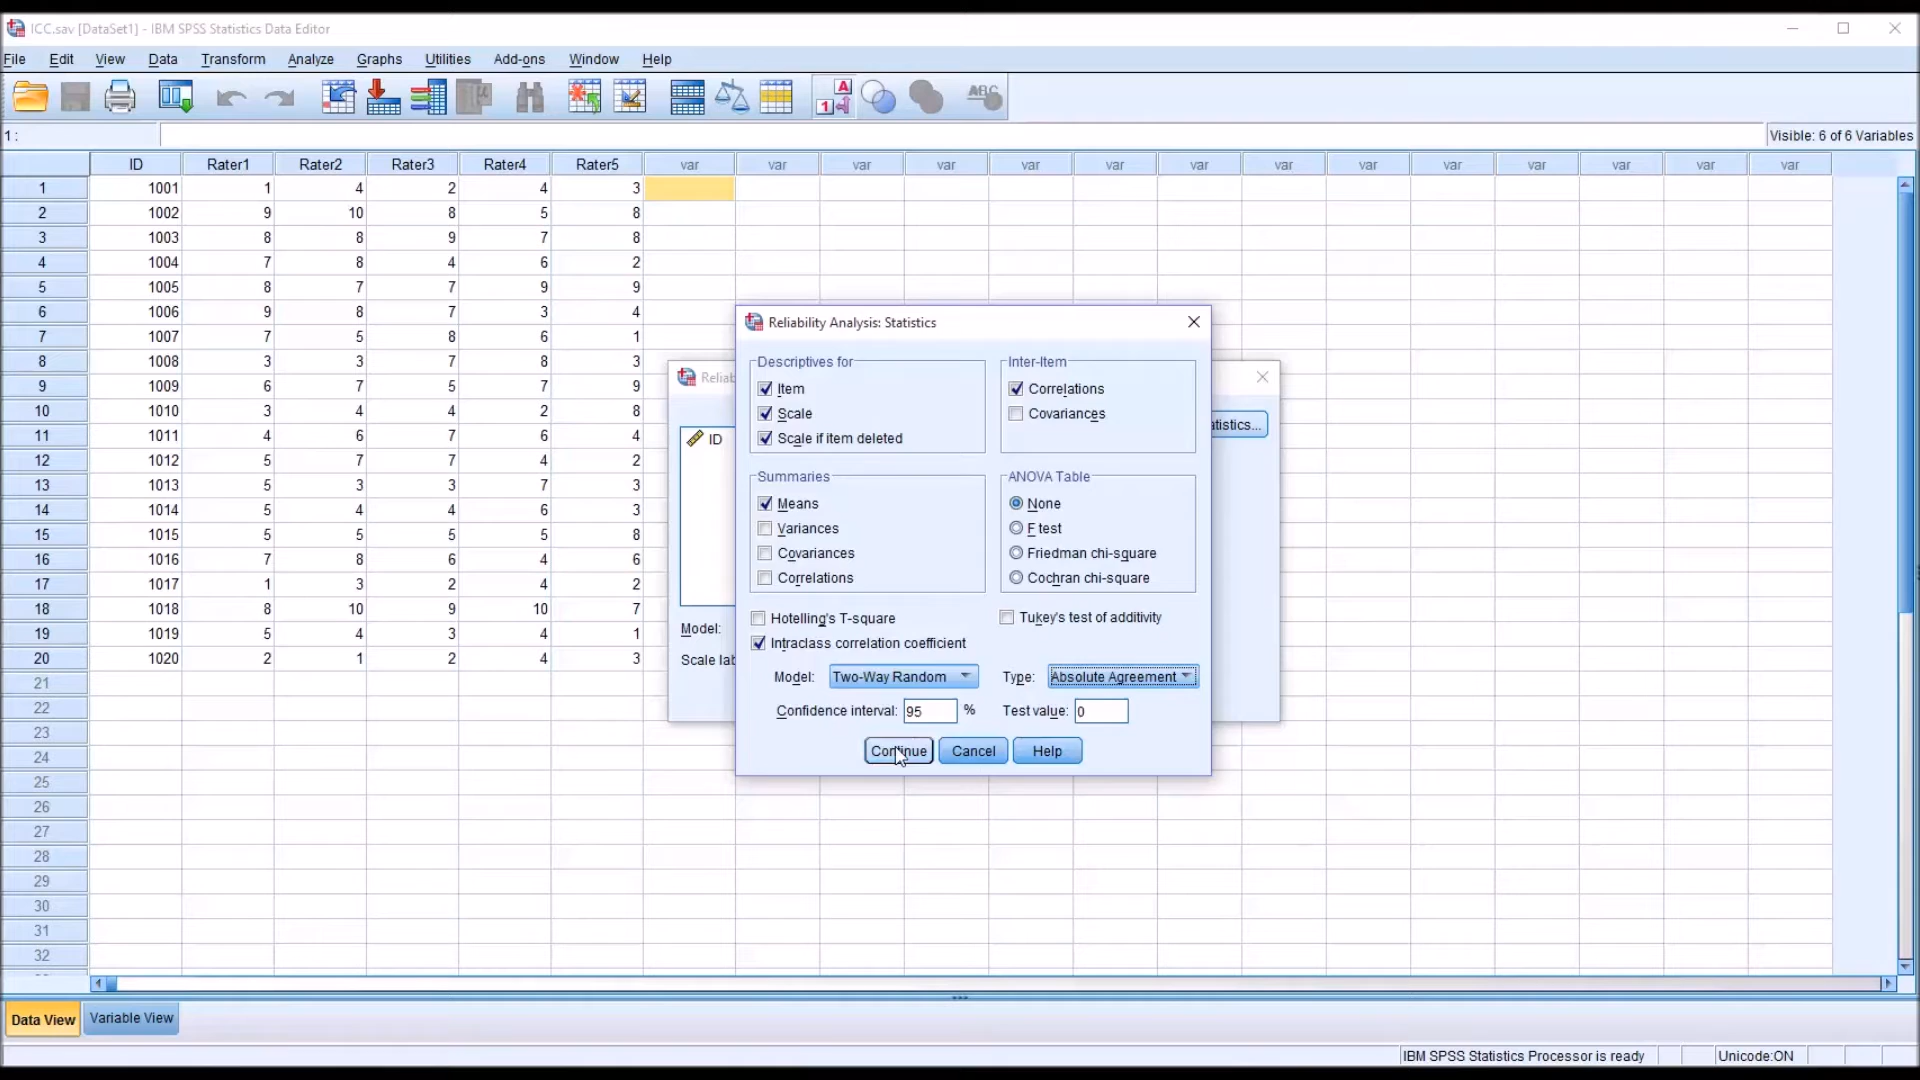 ICC.sav [DataSet1] - IBM SPSS Statistics Data Editor
File Edit View Data Transform Analyze Graphs Utilities Add-ons Window Help
1 :
Visible: 6 of 6 Variables
ID Rater1 Rater2 Rater3 Rater4 Rater5 var var var var var var var var var var var var var
1 1001 1 4 2 4 3
2 1002 9 10 8 5 8
3 1003 8 8 9 7 8
4 1004 7 8 4 6 2
5 1005 8 7 7 9 9
6 1006 9 8 7 3 4
7 1007 7 5 8 6 1
8 1008 3 3 7 8 3
9 1009 6 7 5 7 9
10 1010 3 4 4 2 8
11 1011 4 6 7 6 4
12 1012 5 7 7 4 2
13 1013 5 3 3 7 3
14 1014 5 4 4 6 3
15 1015 5 5 5 5 8
16 1016 7 8 6 4 6
17 1017 1 3 2 4 2
18 1018 8 10 9 10 7
19 1019 5 4 3 4 1
20 1020 2 1 2 4 3
21
22
23
24
25
26
27
28
29
30
31
32
Reliability Analysis: Statistics
Descriptives for
Item
Scale
Scale if item deleted
Inter-Item
Correlations
Covariances
Summaries
Means
Variances
Covariances
Correlations
ANOVA Table
None
F test
Friedman chi-square
Cochran chi-square
Hotelling's T-square
Tukey's test of additivity
Intraclass correlation coefficient
Model: Two-Way Random Type: Absolute Agreement
Confidence interval: 95 % Test value: 0
Continue Cancel Help
ID
Model:
Data View Variable View
IBM SPSS Statistics Processor is ready Unicode:ON